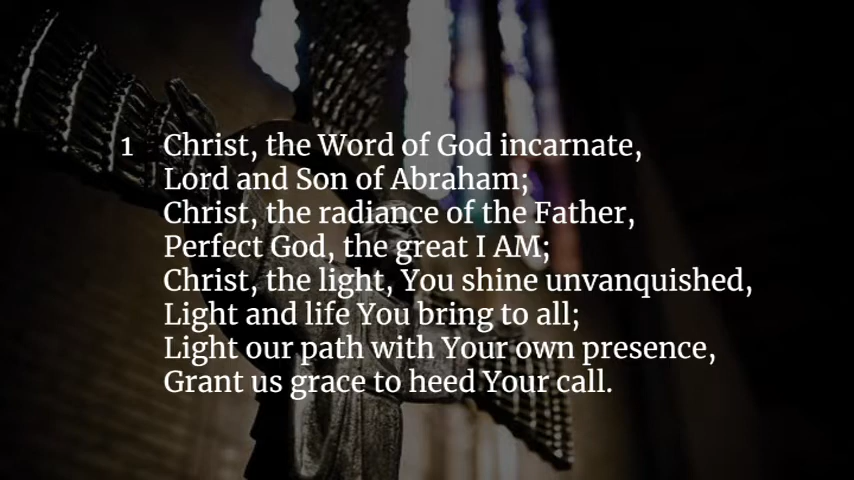 1 Christ, the Word of God incarnate,
Lord and Son of Abraham;
Christ, the radiance of the Father,
Perfect God, the great I AM;
Christ, the light, You shine unvanquished,
Light and life You bring to all;
Light our path with Your own presence,
Grant us grace to heed Your call.